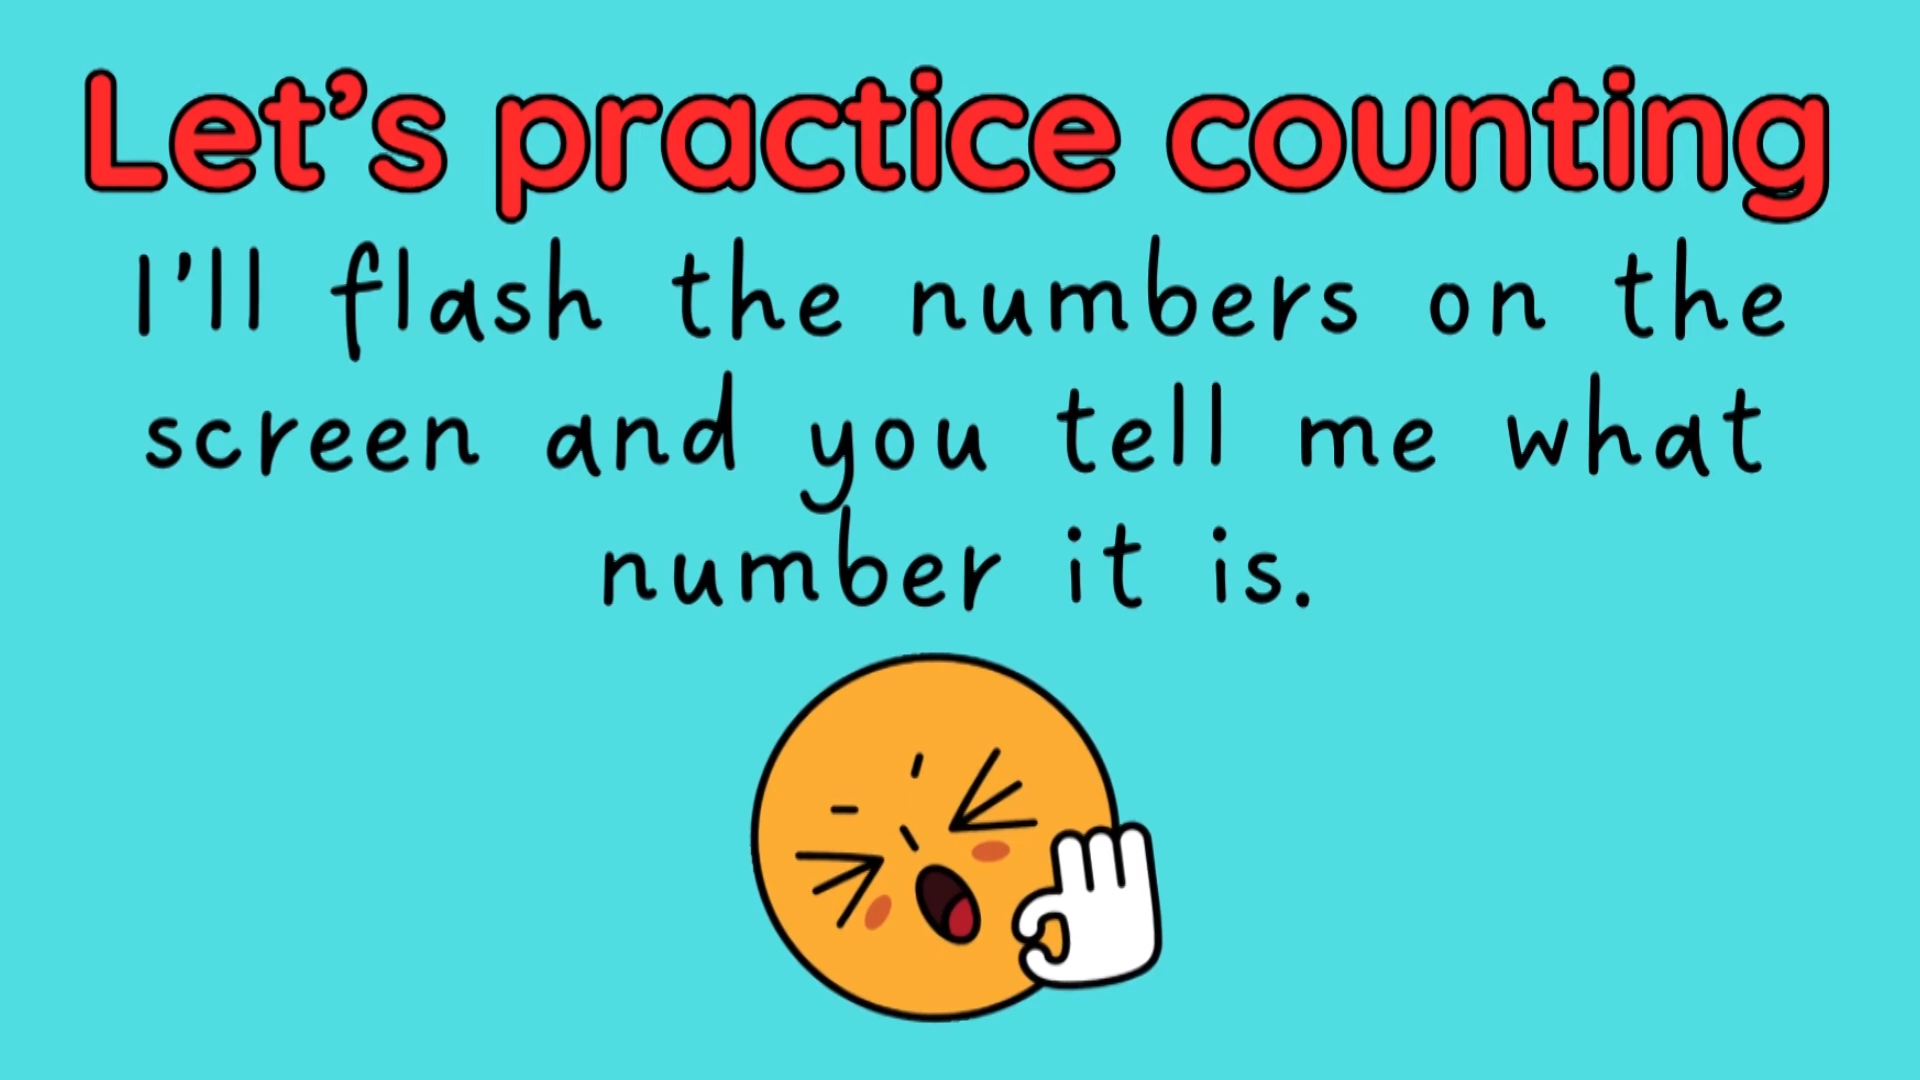 Let's practice counting
I'll flash the numbers on the
screen and you tell me what
number it is.